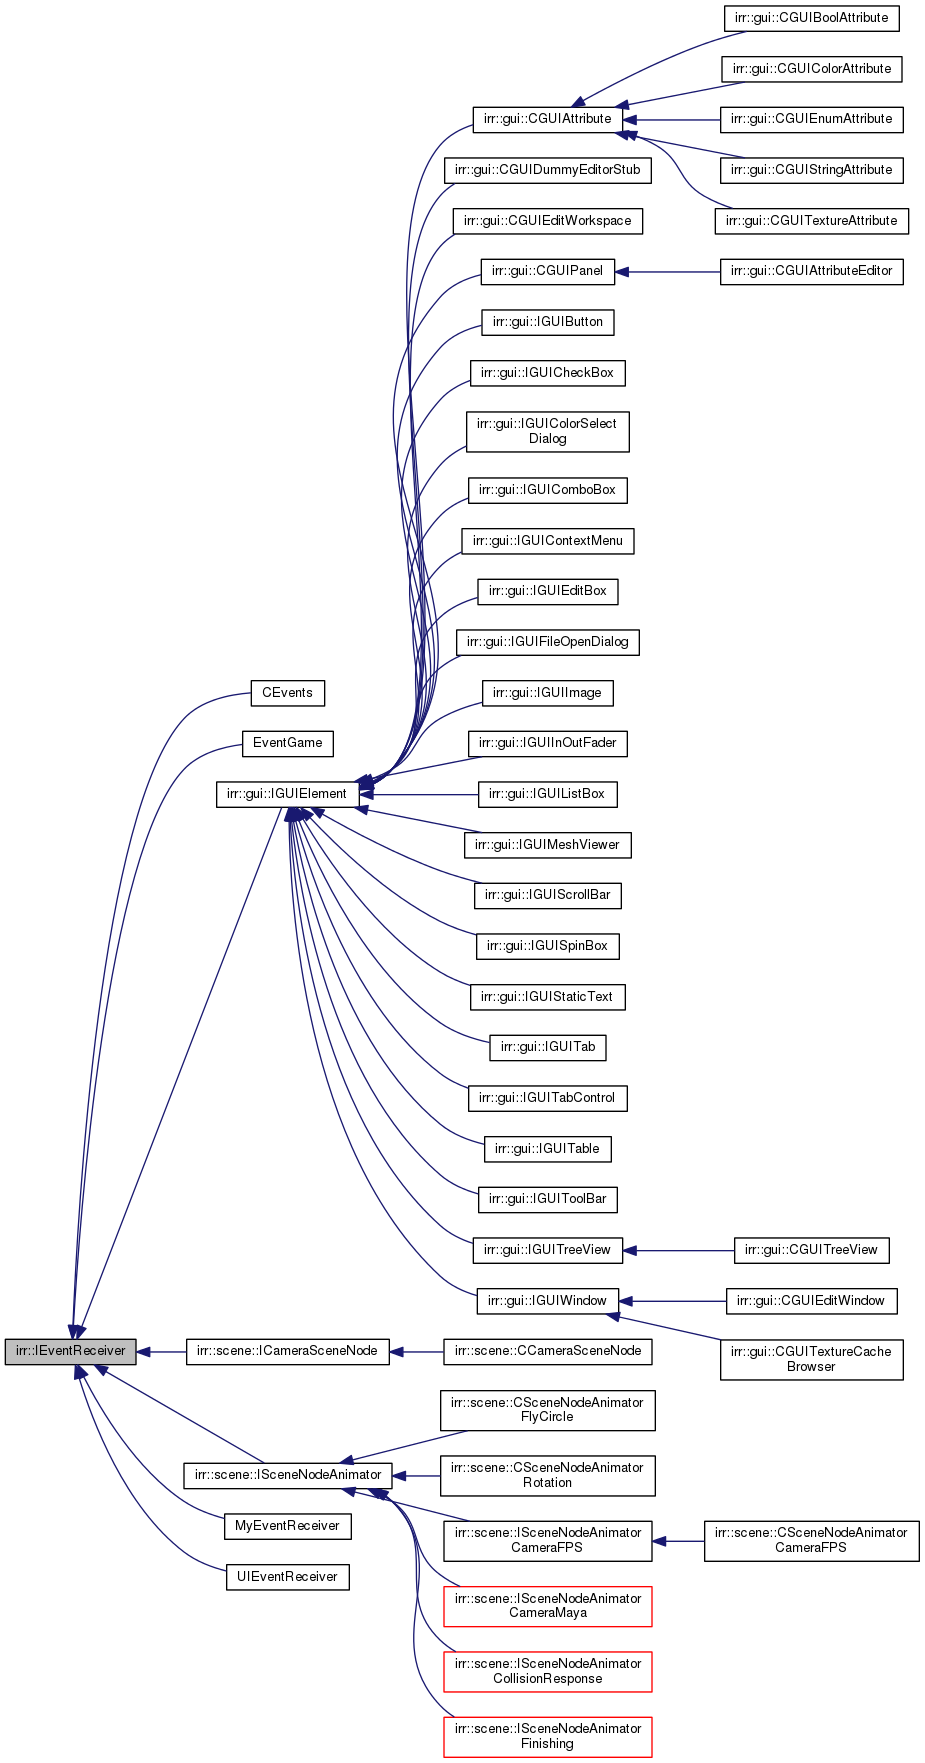 irr::gui::CGUIBoolAttribute
irr::gui::CGUIColorAttribute
irr::gui::CGUIAttribute
irr::gui::CGUIEnumAttribute
irr::gui::CGUIDummyEditorStub
irr::gui::CGUIStringAttribute
irr::gui::CGUIEditWorkspace
irr::gui::CGUITextureAttribute
irr::gui::CGUIPanel
irr::gui::CGUIAttributeEditor
irr::gui::IGUIButton
irr::gui::IGUICheckBox
irr::gui::IGUIColorSelect
Dialog
irr::gui::IGUIComboBox
irr::gui::IGUIContextMenu
irr::gui::IGUIEditBox
irr::gui::IGUIFileOpenDialog
CEvents
irr::gui::IGUIImage
EventGame
irr::gui::IGUIInOutFader
irr::gui::IGUIElement
irr::gui::IGUIListBox
irr::gui::IGUIMeshViewer
irr::gui::IGUIScrollBar
irr::gui::IGUISpinBox
irr::gui::IGUIStaticText
irr::gui::IGUITab
irr::gui::IGUITabControl
irr::gui::IGUITable
irr::gui::IGUIToolBar
irr::gui::IGUITreeView
irr::gui::CGUITreeView
irr::gui::IGUIWindow
irr::gui::CGUIEditWindow
irr::IEventReceiver
irr::scene::ICameraSceneNode
irr::scene::CCameraSceneNode
irr::gui::CGUITextureCache
Browser
irr::scene::CSceneNodeAnimator
FlyCircle
irr::scene::ISceneNodeAnimator
irr::scene::CSceneNodeAnimator
Rotation
MyEventReceiver
irr::scene::ISceneNodeAnimator
CameraFPS
irr::scene::CSceneNodeAnimator
CameraFPS
UIEventReceiver
irr::scene::ISceneNodeAnimator
CameraMaya
irr::scene::ISceneNodeAnimator
CollisionResponse
irr::scene::ISceneNodeAnimator
Finishing